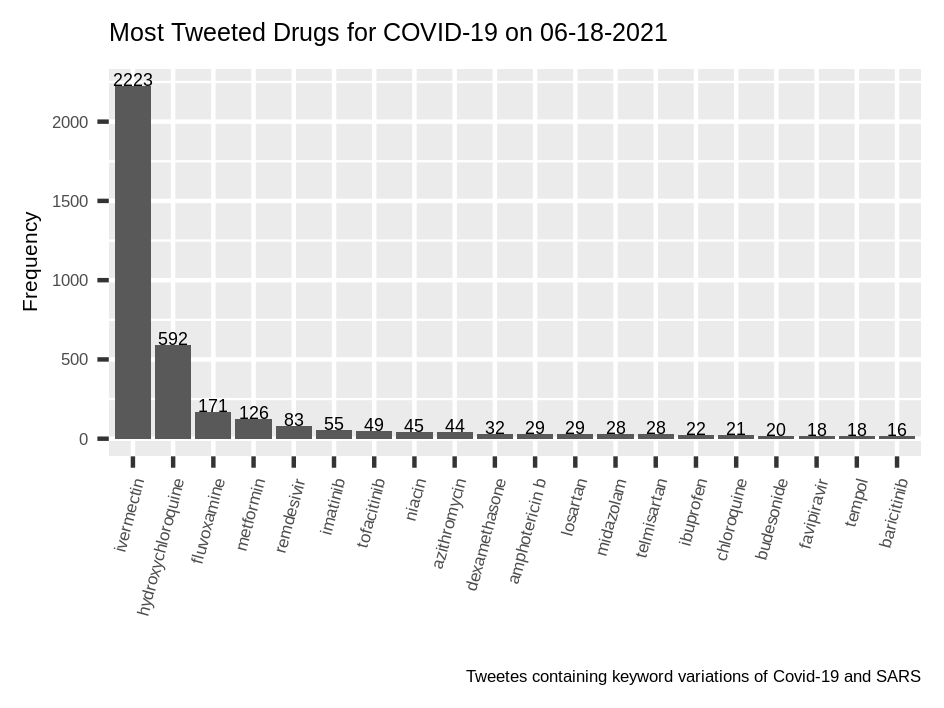 Most Tweeted Drugs for COVID-19 on 06-18-2021
Frequency
2000
1500
1000
500
0
2223
592
171
126
83
55
49
45
44
32
29
29
28
28
22
21
20
18
18
16
ivermectin
hydroxychloroquine
fluvoxamine
metformin
remdesivir
imatinib
tofacitinib
niacin
azithromycin
dexamethasone
amphotericin b
losartan
midazolam
telmisartan
ibuprofen
chloroquine
budesonide
favipiravir
tempol
baricitinib
Tweetes containing keyword variations of Covid-19 and SARS